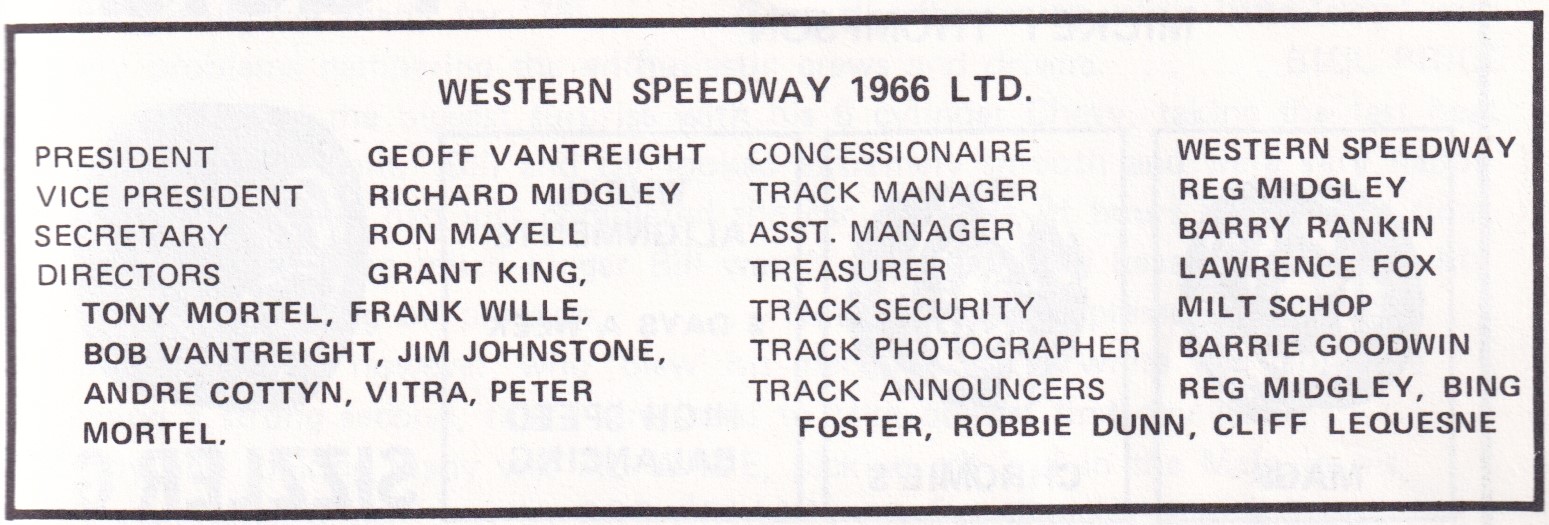 WESTERN SPEEDWAY 1966 LTD.
PRESIDENT GEOFF VANTREIGHT
VICE PRESIDENT RICHARD MIDGLEY
SECRETARY RON MAYELL
DIRECTORS GRANT KING,
TONY MORTEL, FRANK WILLE,
BOB VANTREIGHT, JIM JOHNSTONE,
ANDRE COTTYN, VITRA, PETER
MORTEL.
CONCESSIONAIRE WESTERN SPEEDWAY
TRACK MANAGER REG MIDGLEY
ASST. MANAGER BARRY RANKIN
TREASURER LAWRENCE FOX
TRACK SECURITY MILT SCHOP
TRACK PHOTOGRAPHER BARRIE GOODWIN
TRACK ANNOUNCERS REG MIDGLEY, BING
FOSTER, ROBBIE DUNN, CLIFF LEQUESNE